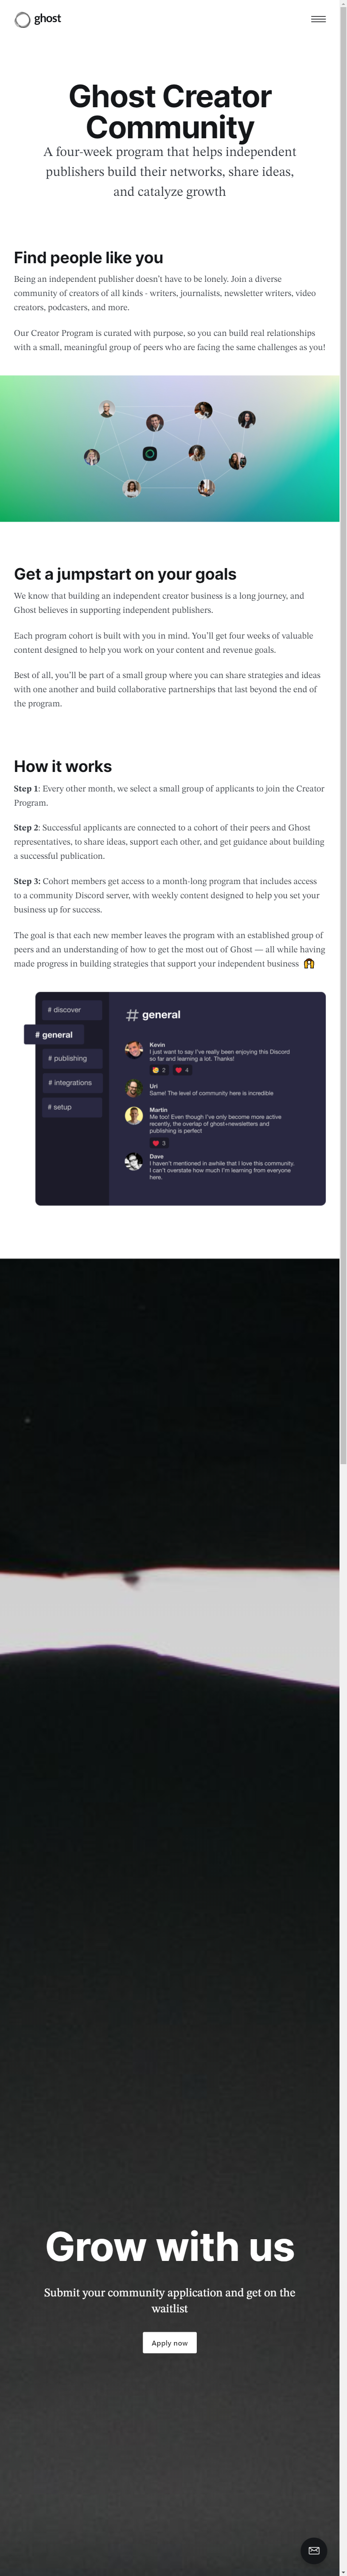 ghost
Ghost Creator
Community
A four-week program that helps independent
publishers build their networks, share ideas,
and catalyze growth
Find people like you
Being an independent publisher doesn’t have to be lonely. Join a diverse
community of creators of all kinds - writers, journalists, newsletter writers, video
creators, podcasters, and more.
Our Creator Program is curated with purpose, so you can build real relationships
with a small, meaningful group of peers who are facing the same challenges as you!
Get a jumpstart on your goals
We know that building an independent creator business is a long journey, and
Ghost believes in supporting independent publishers.
Each program cohort is built with you in mind. You’ll get four weeks of valuable
content designed to help you work on your content and revenue goals.
Best of all, you’ll be part of a small group where you can share strategies and ideas
with one another and build collaborative partnerships that last beyond the end of
the program.
How it works
Step 1: Every other month, we select a small group of applicants to join the Creator
Program.
Step 2: Successful applicants are connected to a cohort of their peers and Ghost
representatives, to share ideas, support each other, and get guidance about building
a successful publication.
Step 3: Cohort members get access to a month-long program that includes access
to a community Discord server, with weekly content designed to help you set your
business up for success.
The goal is that each new member leaves the program with an established group of
peers and an understanding of how to get the most out of Ghost — all while having
made progress in building strategies that support your independent business
# discover
# general
# publishing
# integrations
# setup
# general
Kevin
I just want to say I've really been enjoying this Discord
so far and learning a lot. Thanks!
2 4
Uri
Same! The level of community here is incredible
Martin
Me too! Even though I've only become more active
recently, the overlap of ghost+newsletters and
publishing is perfect
3
Dave
I haven't mentioned in awhile that I love this community.
I can't overstate how much I'm learning from everyone
here.
Grow with us
Submit your community application and get on the
waitlist
Apply now